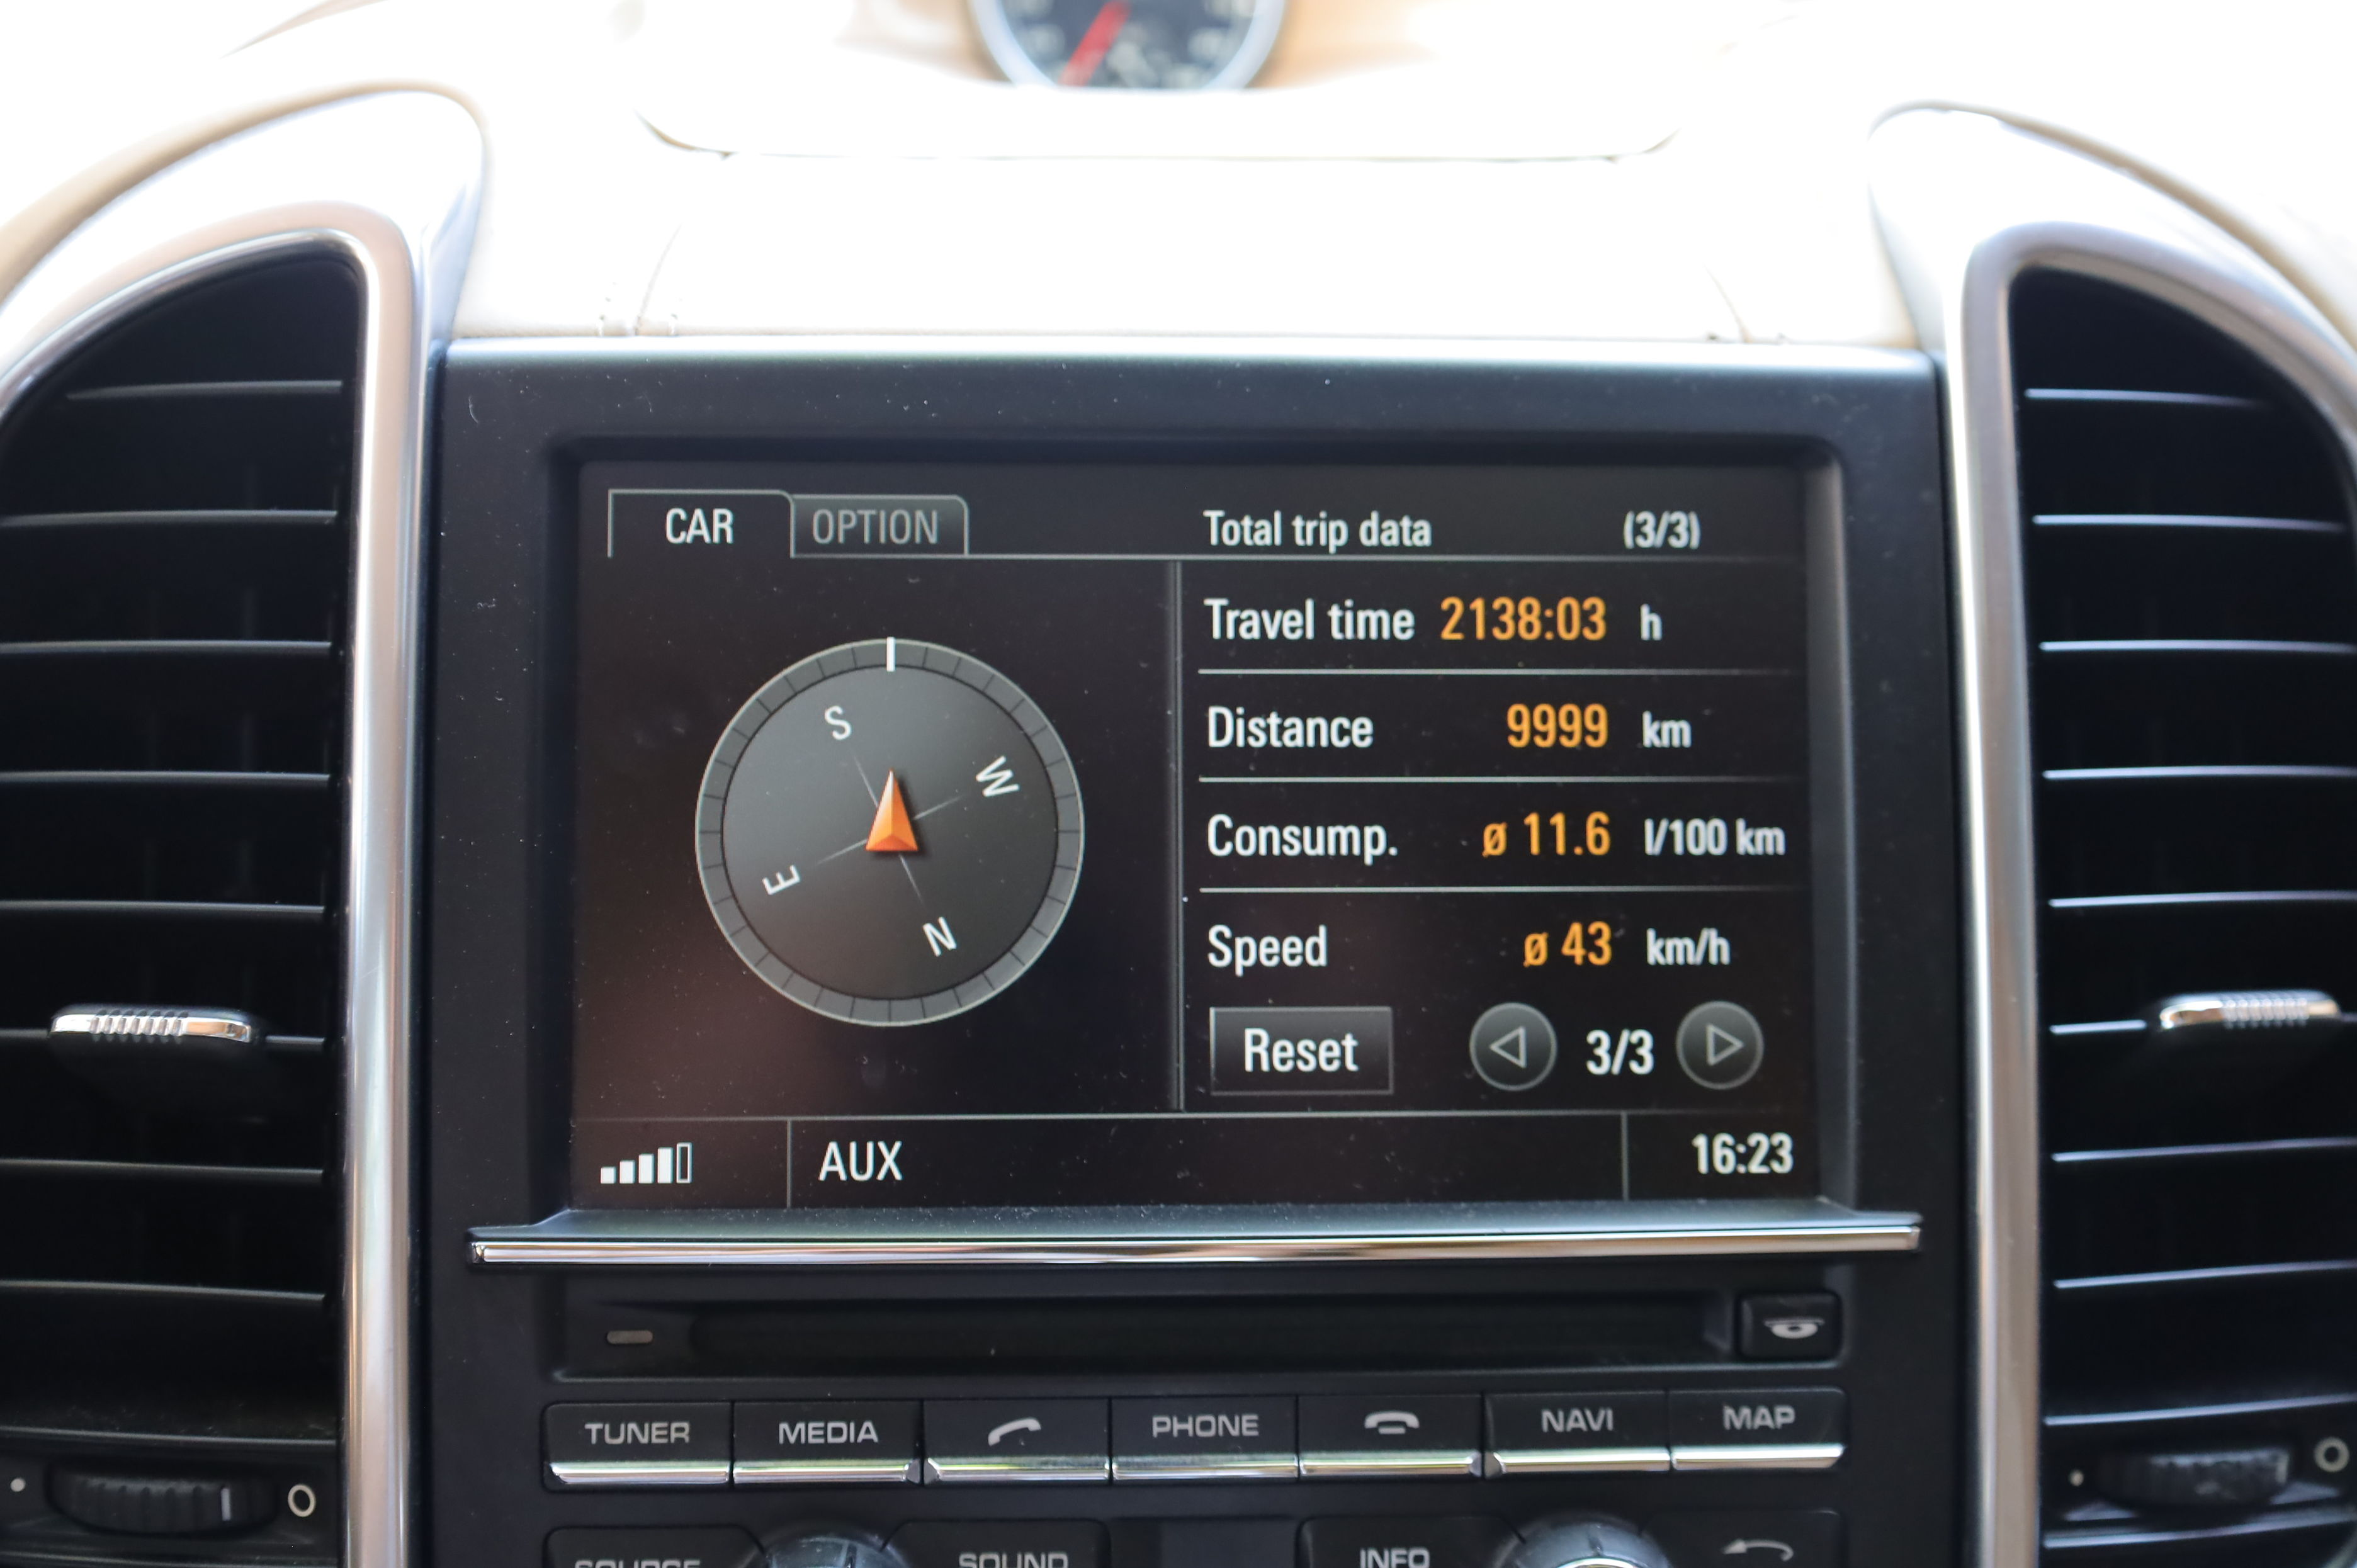 CAR OPTION Total trip data (3/3)
Travel time 2138:03 h
Distance 9999 km
Consump. ø 11.6 l/100 km
Speed ø 43 km/h
S
W
E
N
Reset 3/3
AUX 16:23
TUNER MEDIA PHONE NAVI MAP
SOURCE SOUND INFO